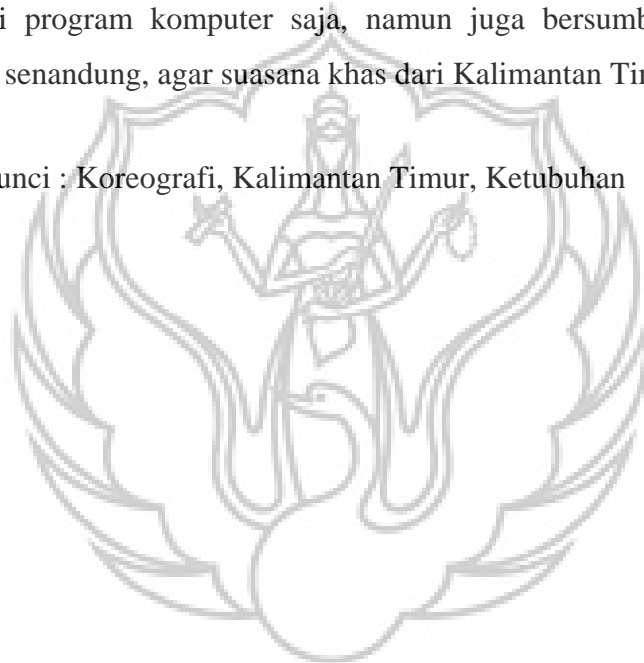 i program komputer saja, namun juga bersumb
senandung, agar suasana khas dari Kalimantan Tim
unci : Koreografi, Kalimantan Timur, Ketubuhan